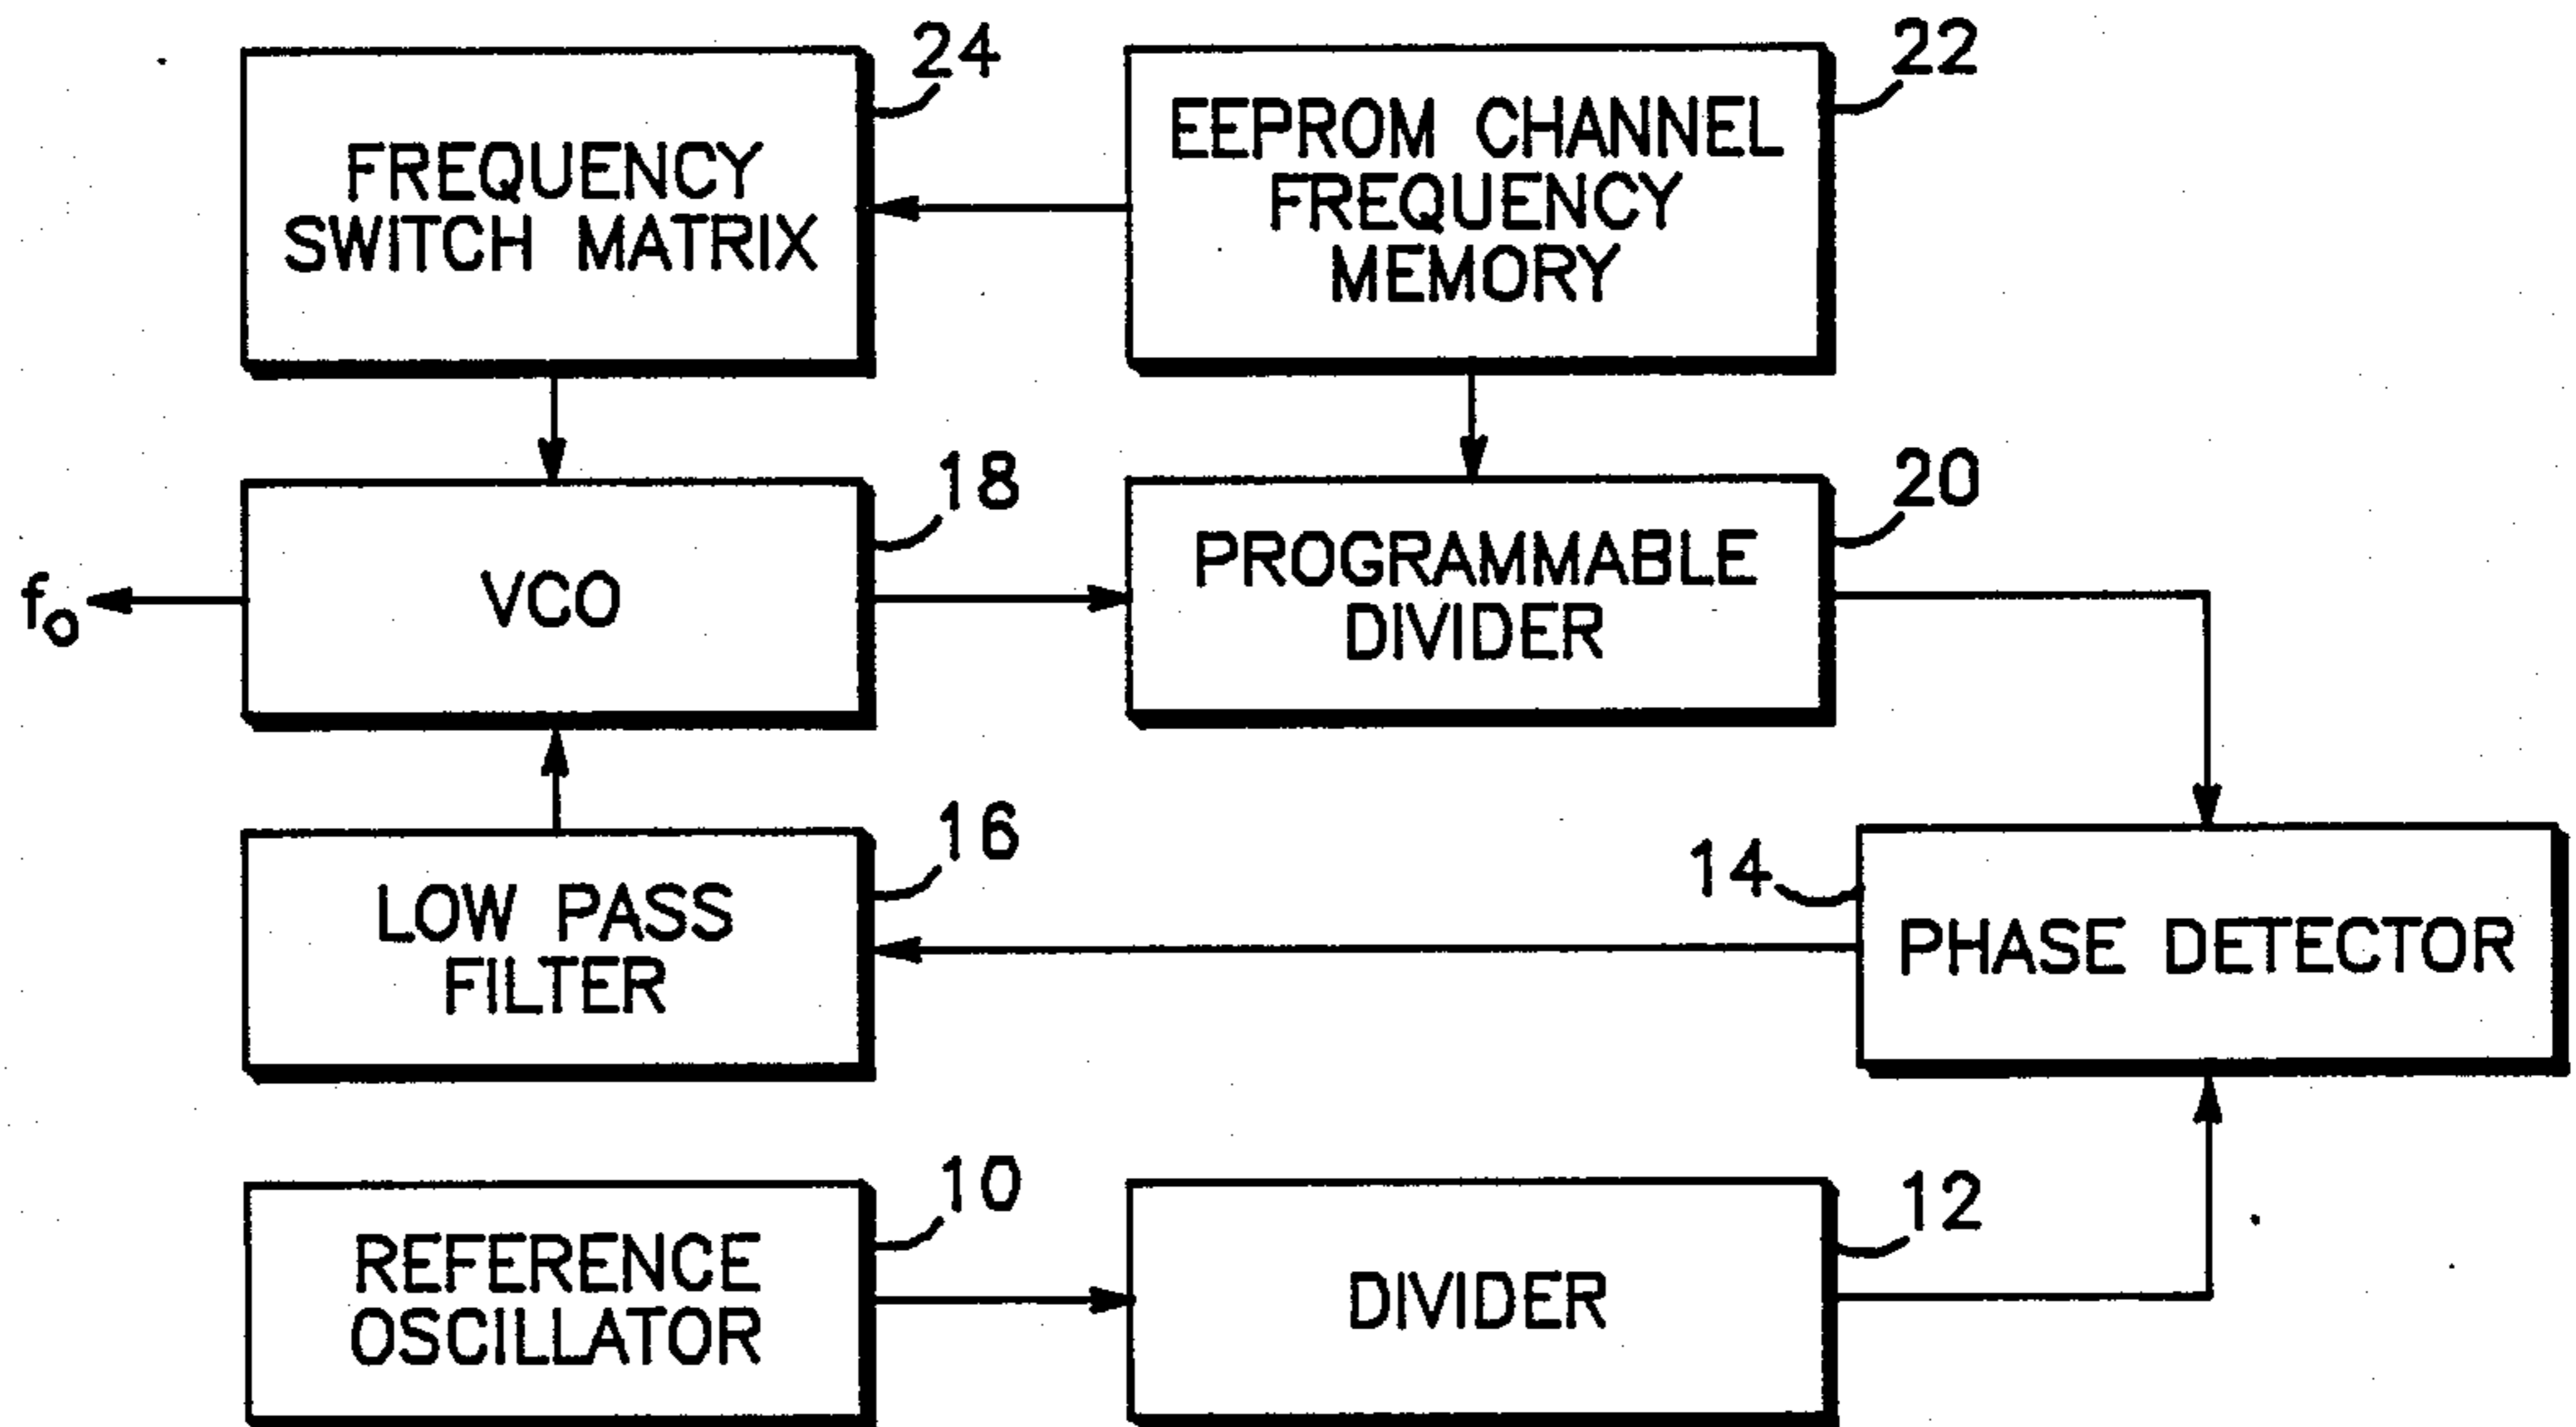 24
FREQUENCY
SWITCH MATRIX
22
EEPROM CHANNEL
FREQUENCY
MEMORY
18
VCO
fo
20
PROGRAMMABLE
DIVIDER
16
LOW PASS
FILTER
14
PHASE DETECTOR
10
REFERENCE
OSCILLATOR
12
DIVIDER